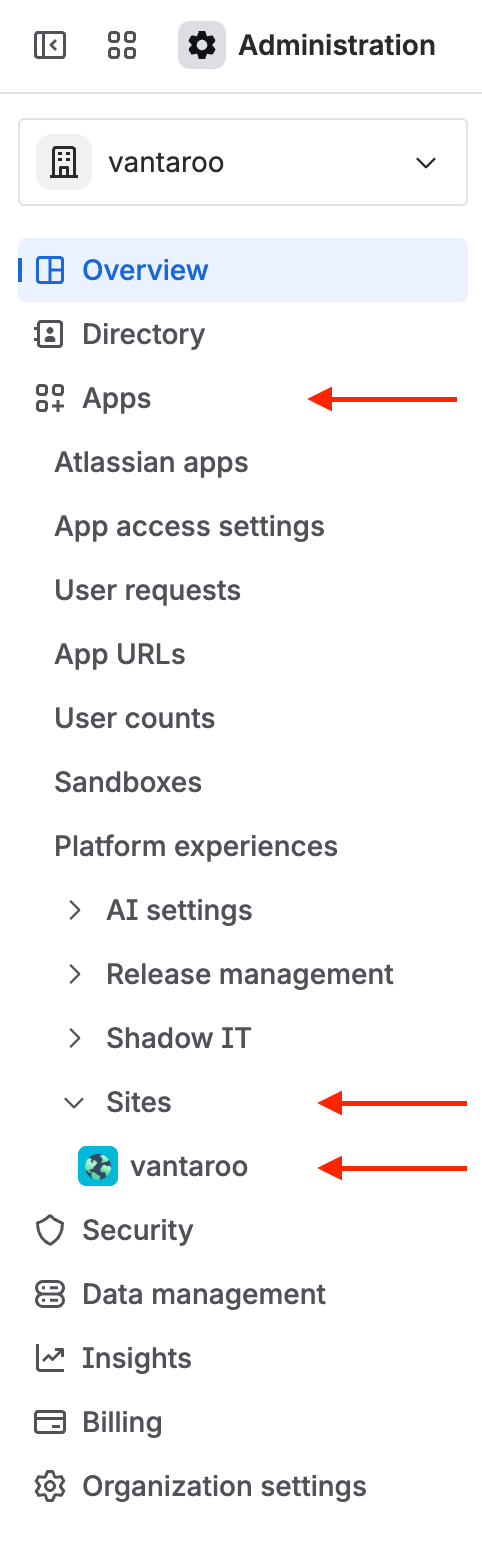 Administration
vantaroo
Overview
Directory
Apps
Atlassian apps
App access settings
User requests
App URLs
User counts
Sandboxes
Platform experiences
AI settings
Release management
Shadow IT
Sites
vantaroo
Security
Data management
Insights
Billing
Organization settings